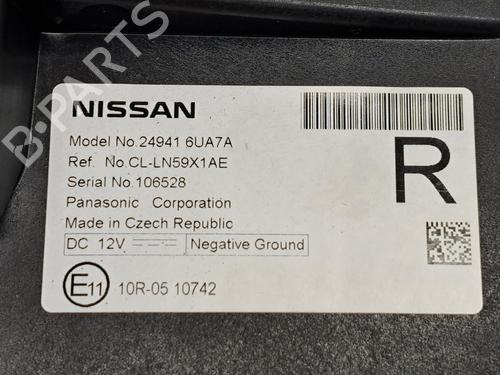 NISSAN
Model No.24941 6UA7A
Ref. No.CL-LN59X1AE
Serial No.106528
Panasonic Corporation
Made in Czech Republic
DC 12V Negative Ground
E11 10R-05 10742
R
B-PARTS